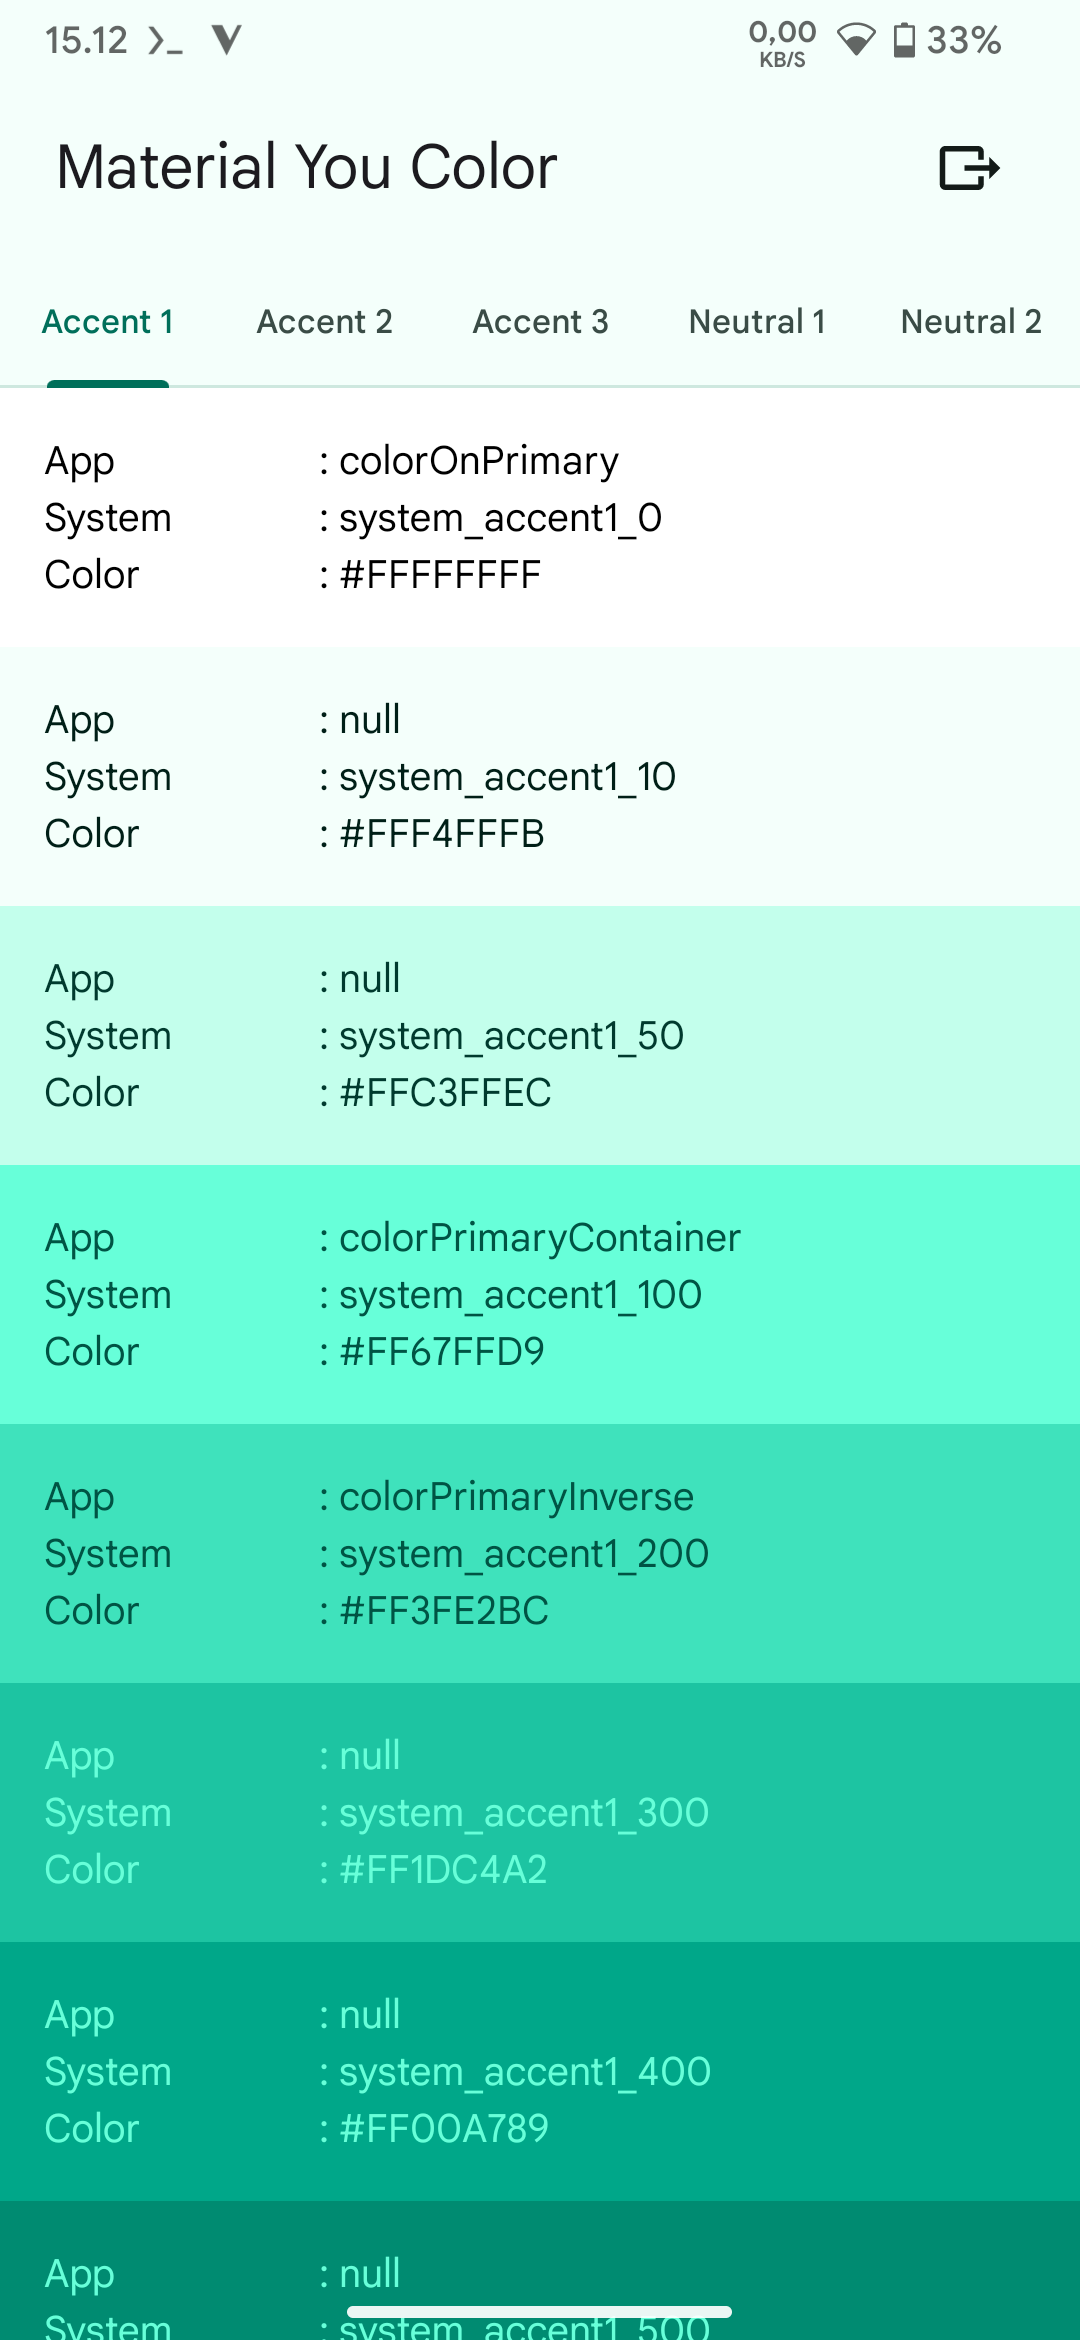 15.12 0,00 KB/S 33%
Material You Color
Accent 1 Accent 2 Accent 3 Neutral 1 Neutral 2
App : colorOnPrimary
System : system_accent1_0
Color : #FFFFFFFF
App : null
System : system_accent1_10
Color : #FFF4FFFB
App : null
System : system_accent1_50
Color : #FFC3FFEC
App : colorPrimaryContainer
System : system_accent1_100
Color : #FF67FFD9
App : colorPrimaryInverse
System : system_accent1_200
Color : #FF3FE2BC
App : null
System : system_accent1_300
Color : #FF1DC4A2
App : null
System : system_accent1_400
Color : #FF00A789
App : null
System : system_accent1_500